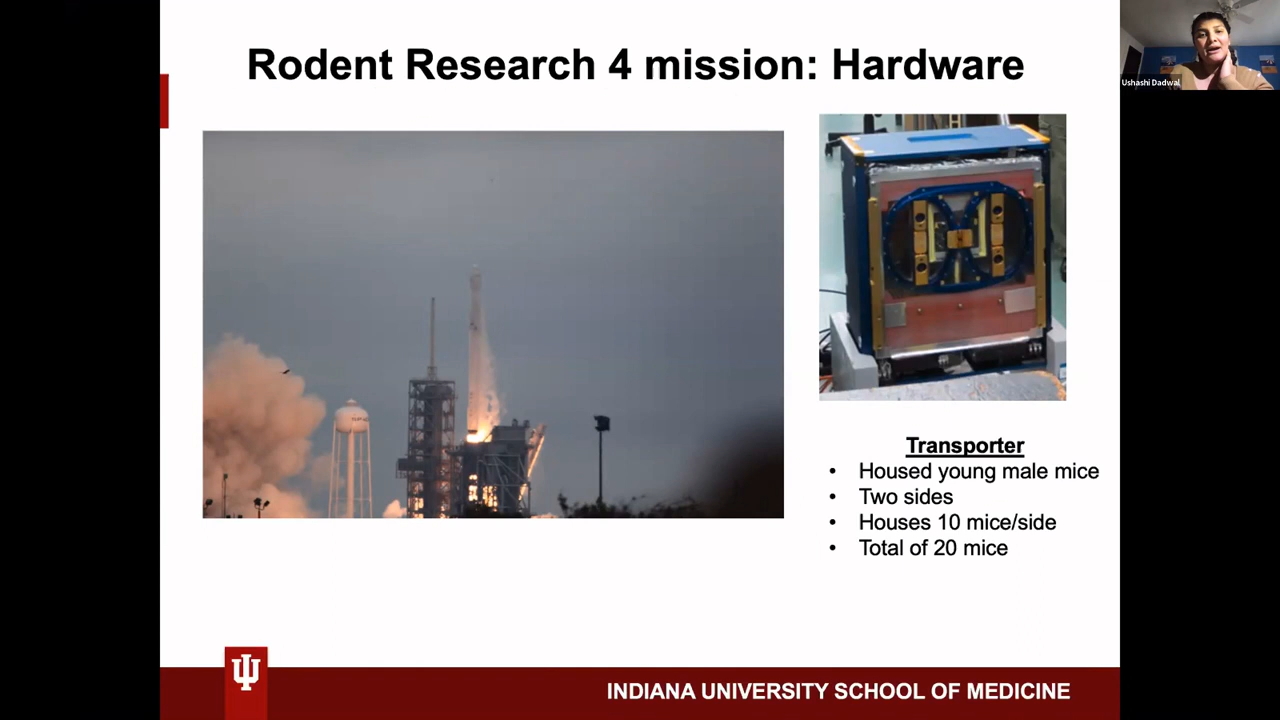 Rodent Research 4 mission: Hardware
Ushashi Dadwal
Transporter
• Housed young male mice
• Two sides
• Houses 10 mice/side
• Total of 20 mice
INDIANA UNIVERSITY SCHOOL OF MEDICINE